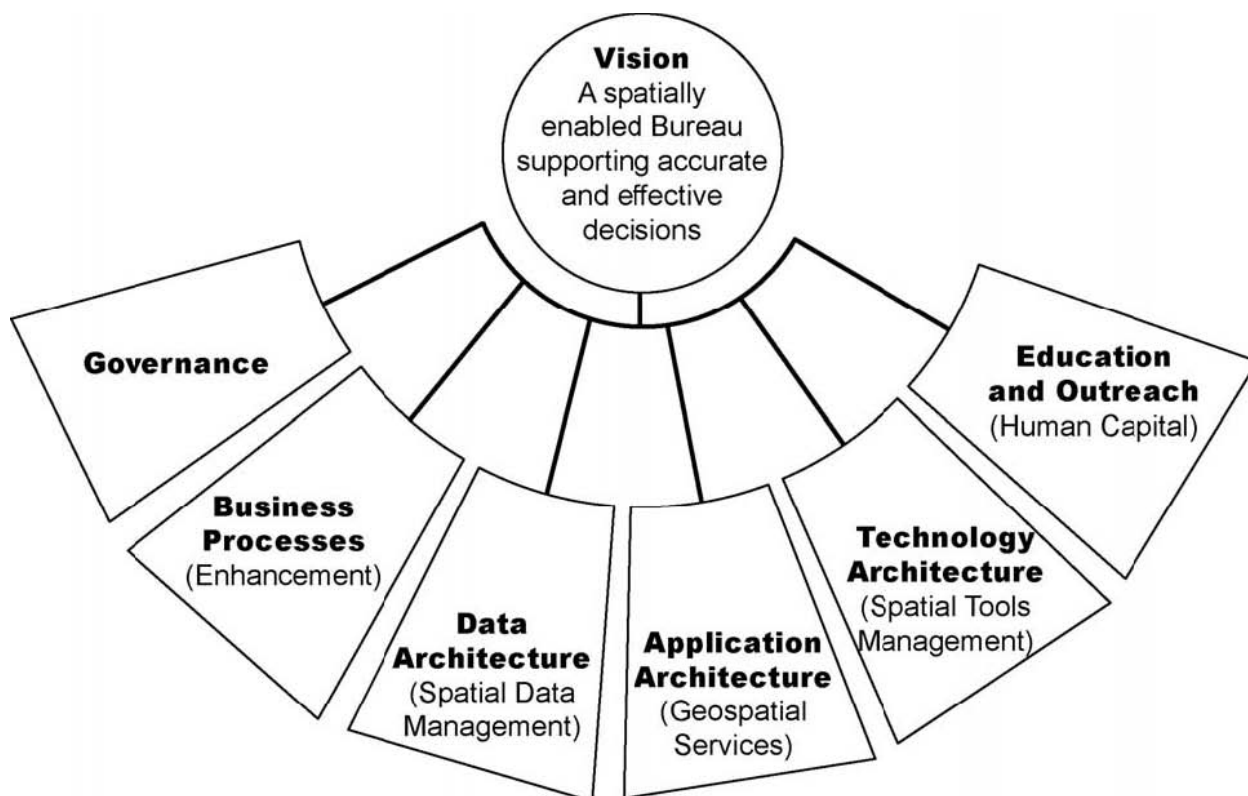 Vision
A spatially
enabled Bureau
supporting accurate
and effective
decisions
Governance
Business
Processes
(Enhancement)
Data
Architecture
(Spatial Data
Management)
Application
Architecture
(Geospatial
Services)
Technology
Architecture
(Spatial Tools
Management)
Education
and Outreach
(Human Capital)